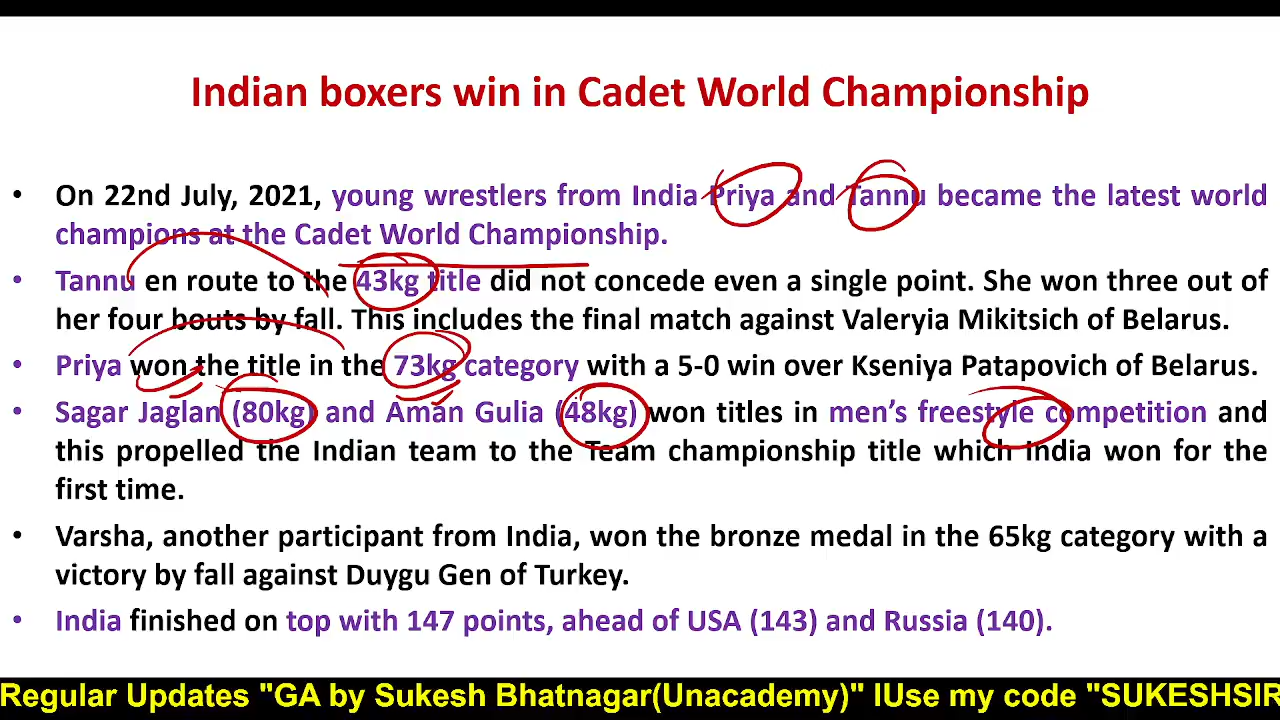 Indian boxers win in Cadet World Championship
• On 22nd July, 2021, young wrestlers from India Priya and Tannu became the latest world
champions at the Cadet World Championship.
• Tannu en route to the 43kg title did not concede even a single point. She won three out of
her four bouts by fall. This includes the final match against Valeryia Mikitsich of Belarus.
• Priya won the title in the 73kg category with a 5-0 win over Kseniya Patapovich of Belarus.
• Sagar Jaglan (80kg) and Aman Gulia (48kg) won titles in men's freestyle competition and
this propelled the Indian team to the Team championship title which India won for the
first time.
• Varsha, another participant from India, won the bronze medal in the 65kg category with a
victory by fall against Duygu Gen of Turkey.
• India finished on top with 147 points, ahead of USA (143) and Russia (140).
Regular Updates "GA by Sukesh Bhatnagar(Unacademy)" lUse my code "SUKESHSIR